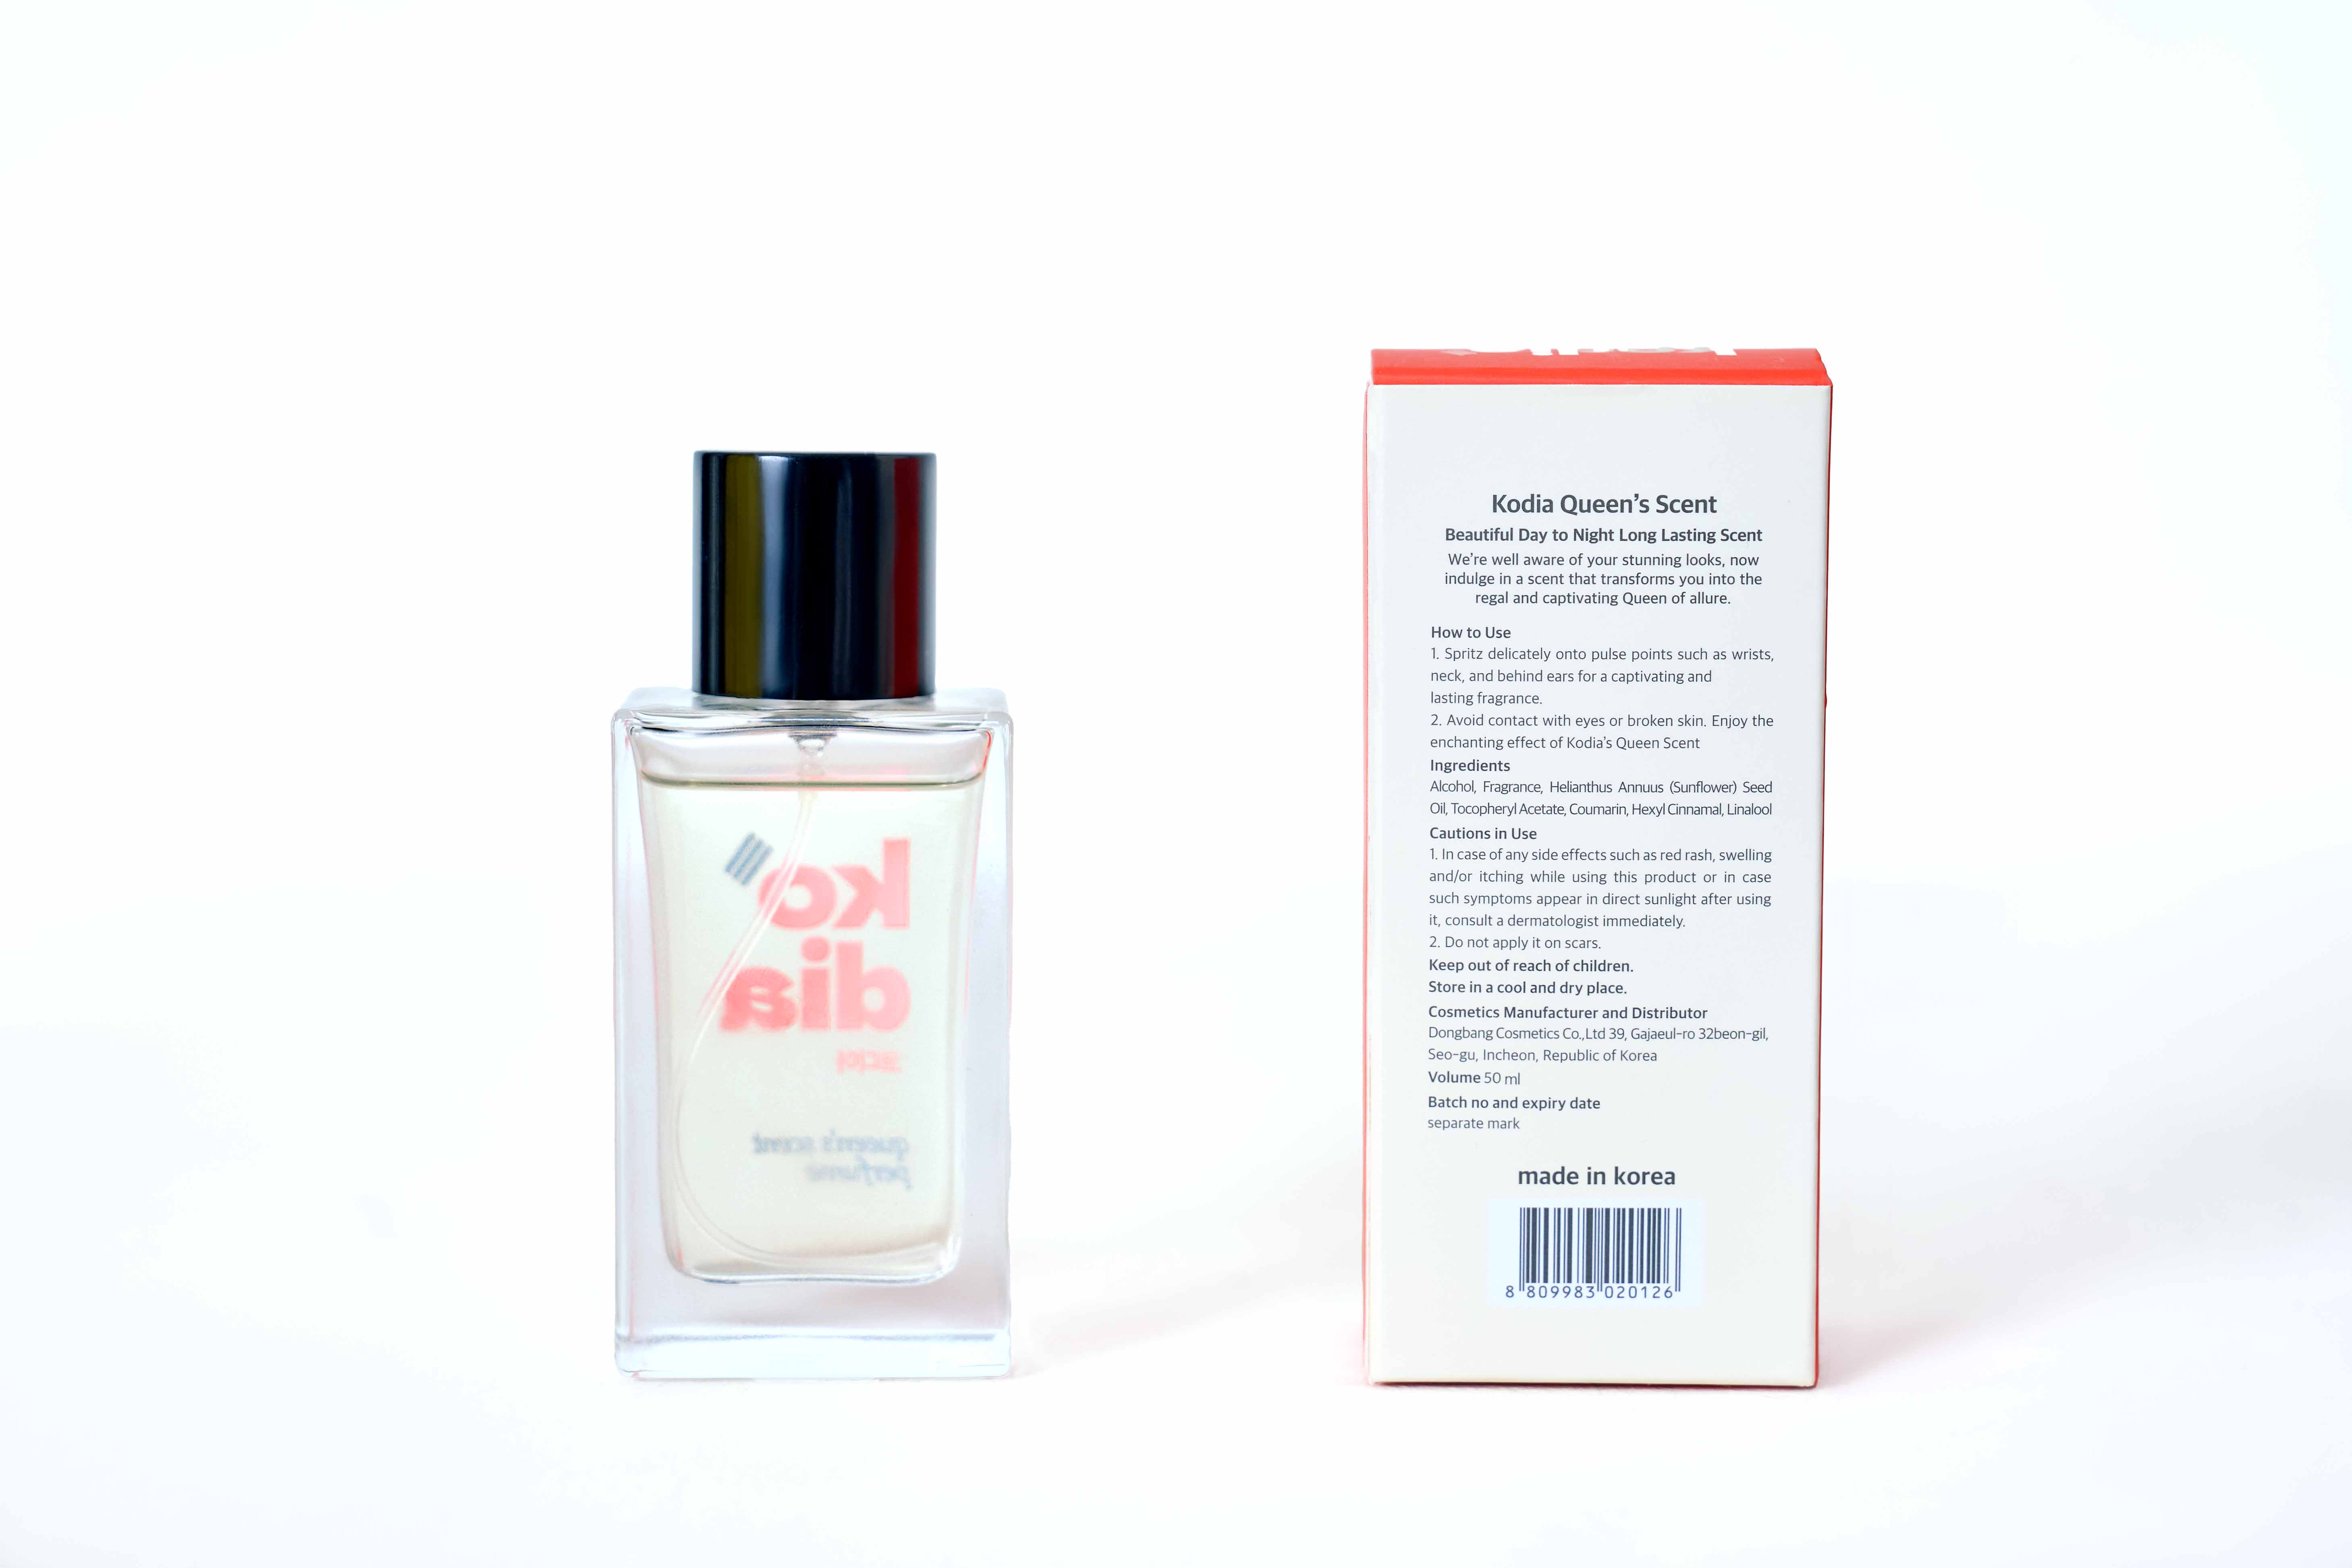 ko
dia
queen's scent
perfume
Kodia Queen’s Scent
Beautiful Day to Night Long Lasting Scent
We’re well aware of your stunning looks, now
indulge in a scent that transforms you into the
regal and captivating Queen of allure.
How to Use
1. Spritz delicately onto pulse points such as wrists,
neck, and behind ears for a captivating and
lasting fragrance.
2. Avoid contact with eyes or broken skin. Enjoy the
enchanting effect of Kodia’s Queen Scent
Ingredients
Alcohol, Fragrance, Helianthus Annuus (Sunflower) Seed
Oil, Tocopheryl Acetate, Coumarin, Hexyl Cinnamal, Linalool
Cautions in Use
1. In case of any side effects such as red rash, swelling
and/or itching while using this product or in case
such symptoms appear in direct sunlight after using
it, consult a dermatologist immediately.
2. Do not apply it on scars.
Keep out of reach of children.
Store in a cool and dry place.
Cosmetics Manufacturer and Distributor
Dongbang Cosmetics Co.,Ltd 39, Gajaeul-ro 32beon-gil,
Seo-gu, Incheon, Republic of Korea
Volume 50 ml
Batch no and expiry date
separate mark
made in korea
8 809983 020126